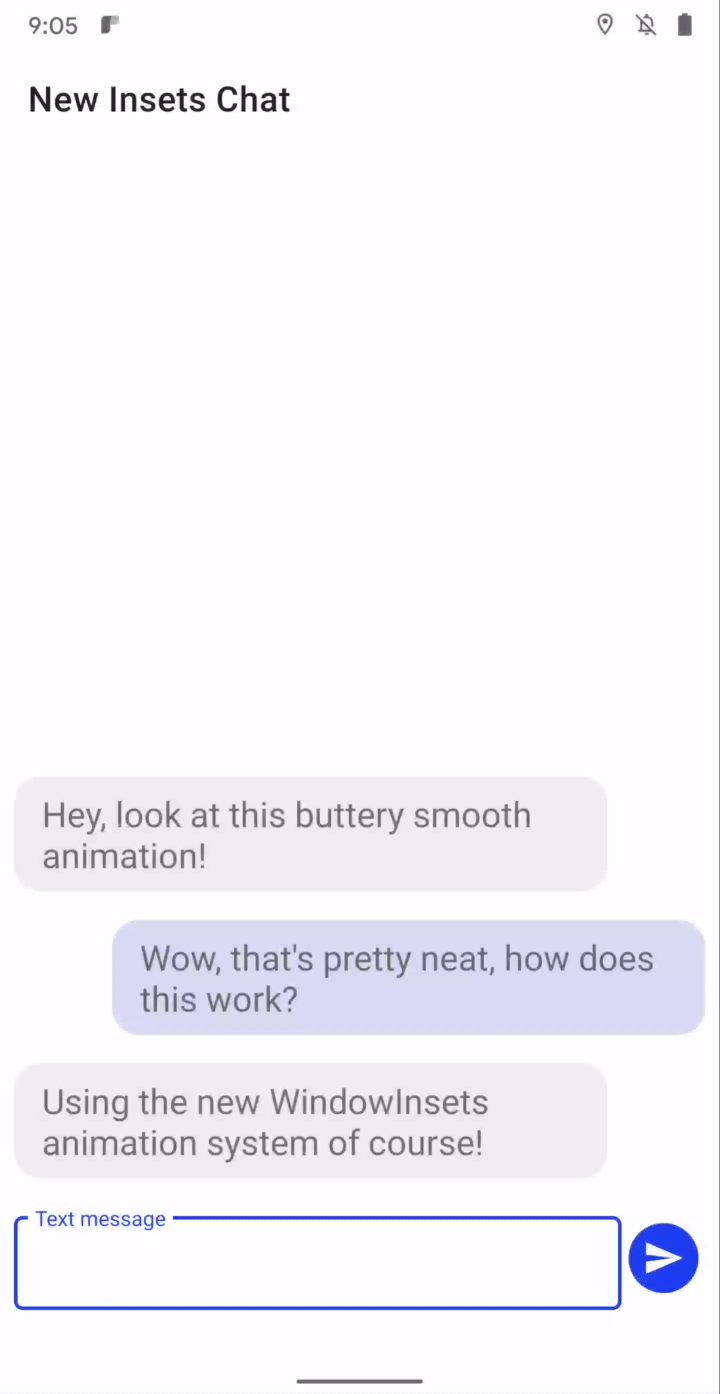 9:05
New Insets Chat
Hey, look at this buttery smooth
animation!
Wow, that's pretty neat, how does
this work?
Using the new WindowInsets
animation system of course!
Text message